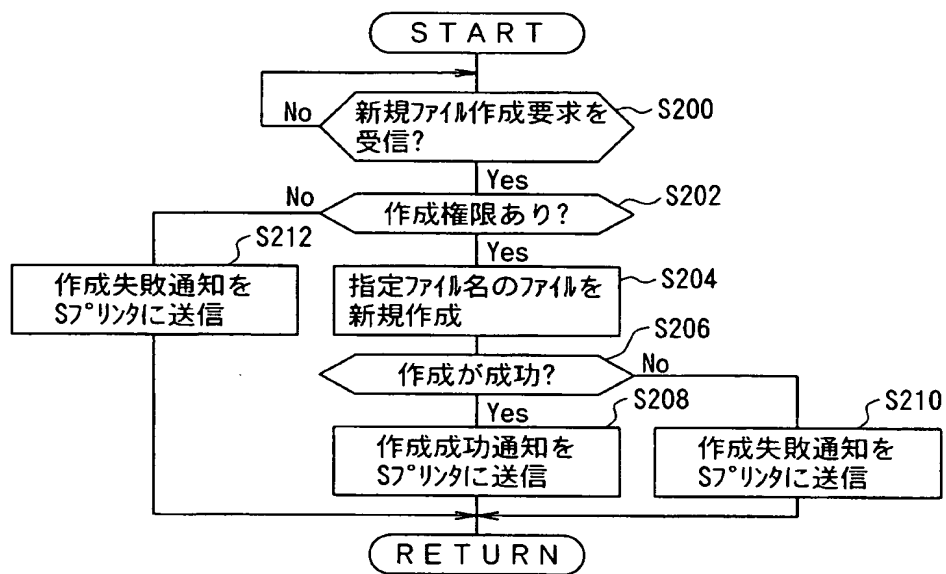 START
No
新規ファイル作成要求を
受信?
S200
Yes
No
作成権限あり?
S202
S212
Yes
作成失敗通知を
Sプリンタに送信
指定ファイル名のファイルを
新規作成
S204
S206
作成が成功?
No
Yes
S208
S210
作成成功通知を
Sプリンタに送信
作成失敗通知を
Sプリンタに送信
RETURN